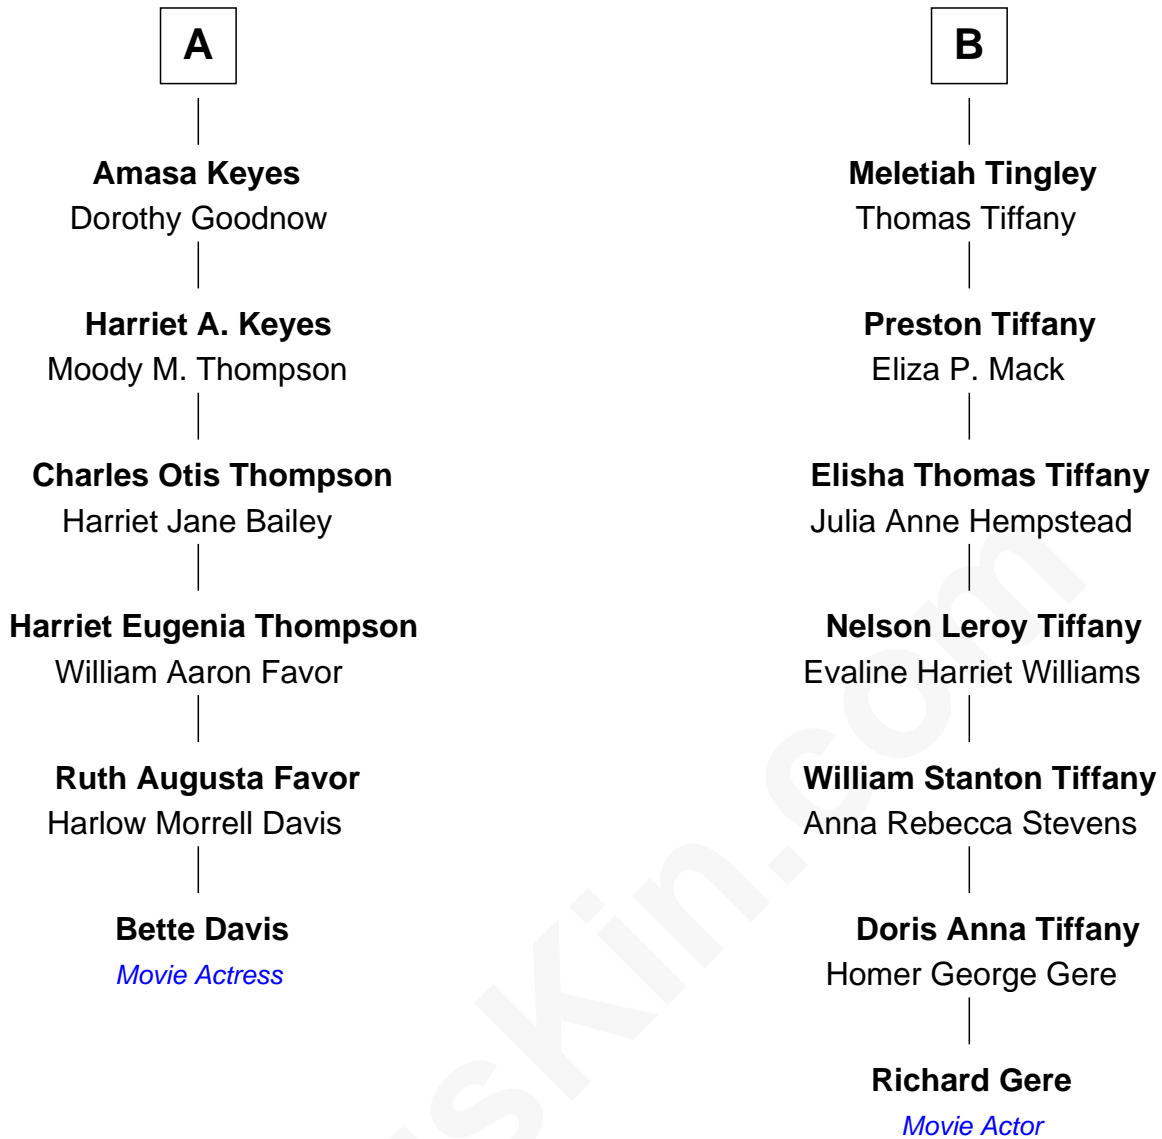 A
Amasa Keyes
Dorothy Goodnow
Harriet A. Keyes
Moody M. Thompson
Charles Otis Thompson
Harriet Jane Bailey
Harriet Eugenia Thompson
William Aaron Favor
Ruth Augusta Favor
Harlow Morrell Davis
Bette Davis
Movie Actress
B
Meletiah Tingley
Thomas Tiffany
Preston Tiffany
Eliza P. Mack
Elisha Thomas Tiffany
Julia Anne Hempstead
Nelson Leroy Tiffany
Evaline Harriet Williams
William Stanton Tiffany
Anna Rebecca Stevens
Doris Anna Tiffany
Homer George Gere
Richard Gere
Movie Actor